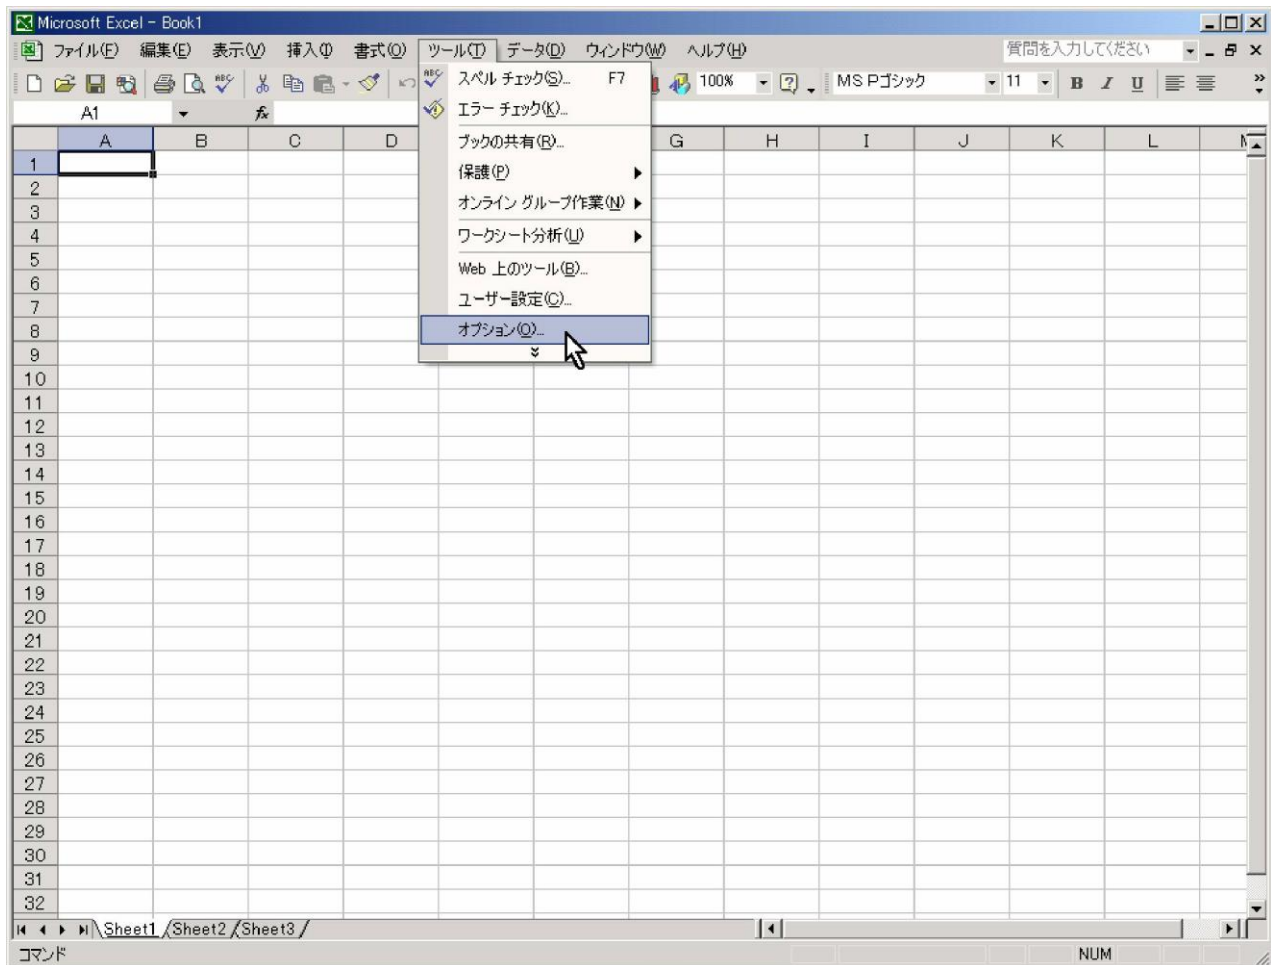 Microsoft Excel - Book1
ファイル(F) 編集(E) 表示(V) 挿入(I) 書式(O) ツール(T) データ(D) ウィンドウ(W) ヘルプ(H) 質問を入力してください
100% MS Pゴシック 11 B I U
A1 fx
スペル チェック(S)... F7
エラー チェック(K)...
ブックの共有(R)...
保護(P)
オンライン グループ作業(N)
ワークシート分析(U)
Web 上のツール(B)...
ユーザー設定(C)...
オプション(O)...
A B C D G H I J K L
1
2
3
4
5
6
7
8
9
10
11
12
13
14
15
16
17
18
19
20
21
22
23
24
25
26
27
28
29
30
31
32
Sheet1 Sheet2 Sheet3
コマンド NUM